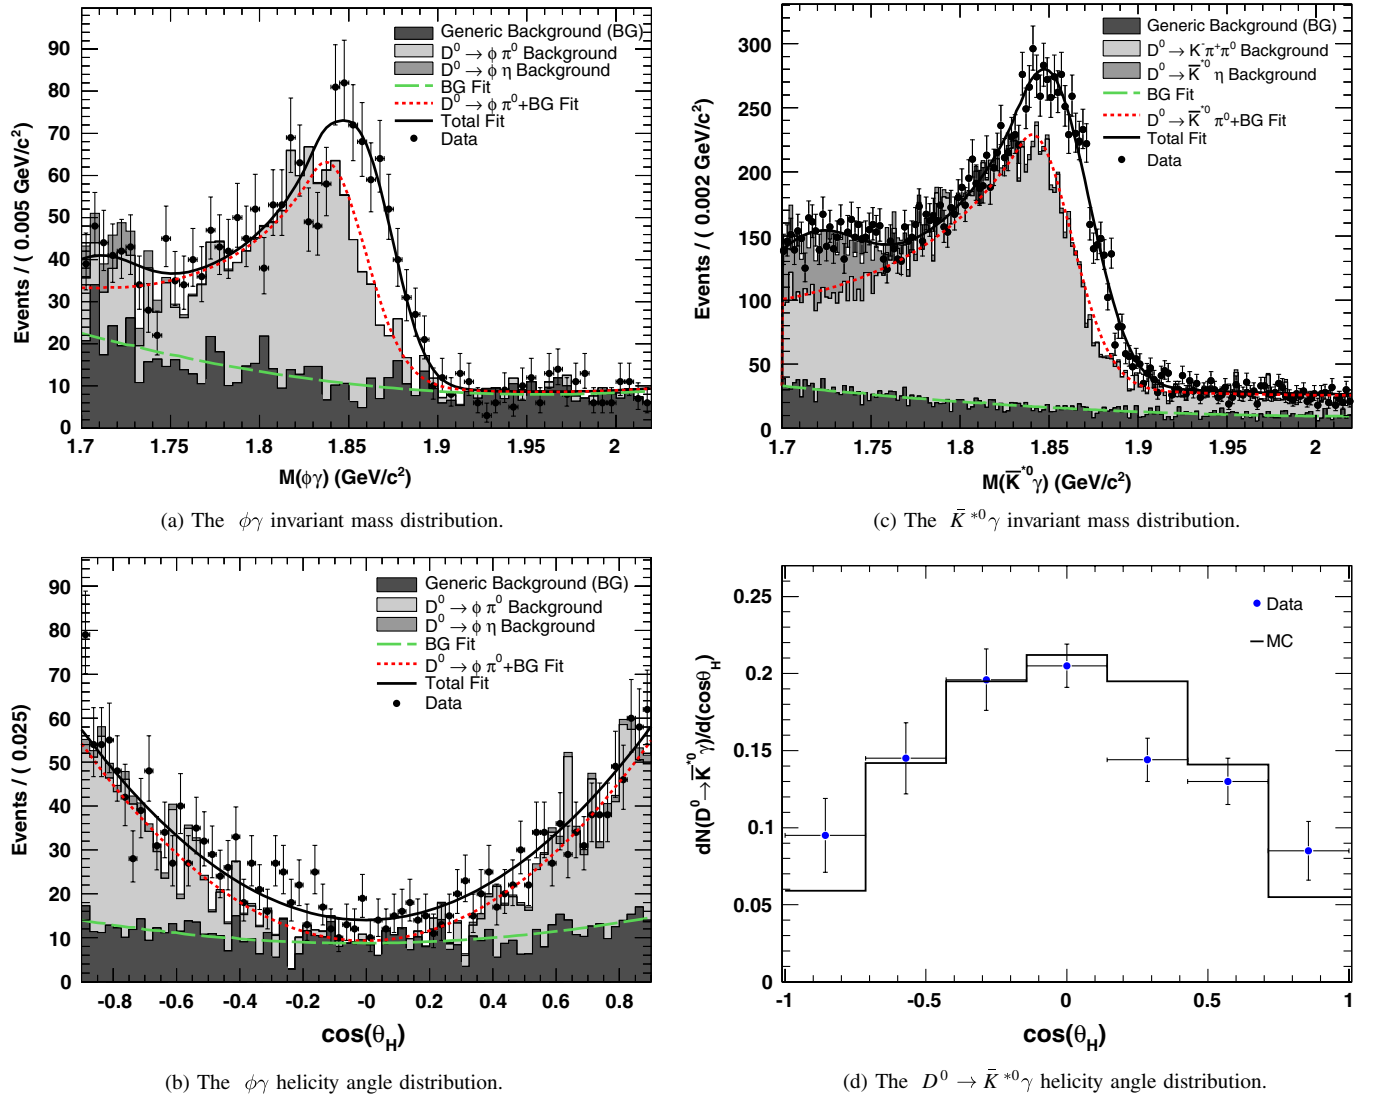 Events / ( 0.005 GeV/c²)
90
80
70
60
50
40
30
20
10
0
Generic Background (BG)
D⁰ → ϕ π⁰ Background
D⁰ → ϕ η Background
BG Fit
D⁰ → ϕ π⁰+BG Fit
Total Fit
Data
1.7 1.75 1.8 1.85 1.9 1.95 2
M(ϕγ) (GeV/c²)
(a) The ϕγ invariant mass distribution.
Events / ( 0.002 GeV/c²)
300
250
200
150
100
50
0
Generic Background (BG)
D⁰ → K⁻π⁺π⁰ Background
D⁰ → K̄*⁰ η Background
BG Fit
D⁰ → K̄*⁰ π⁰+BG Fit
Total Fit
Data
1.7 1.75 1.8 1.85 1.9 1.95 2
M(K̄*⁰γ) (GeV/c²)
(c) The K̄ *⁰γ invariant mass distribution.
Events / ( 0.025)
90
80
70
60
50
40
30
20
10
0
Generic Background (BG)
D⁰ → ϕ π⁰ Background
D⁰ → ϕ η Background
BG Fit
D⁰ → ϕ π⁰+BG Fit
Total Fit
Data
-0.8 -0.6 -0.4 -0.2 -0 0.2 0.4 0.6 0.8
cos(θ_H)
(b) The ϕγ helicity angle distribution.
dN(D⁰→K̄*⁰γ)/d(cosθ_H)
0.25
0.2
0.15
0.1
0.05
0
Data
MC
-1 -0.5 0 0.5 1
cos(θ_H)
(d) The D⁰ → K̄ *⁰γ helicity angle distribution.